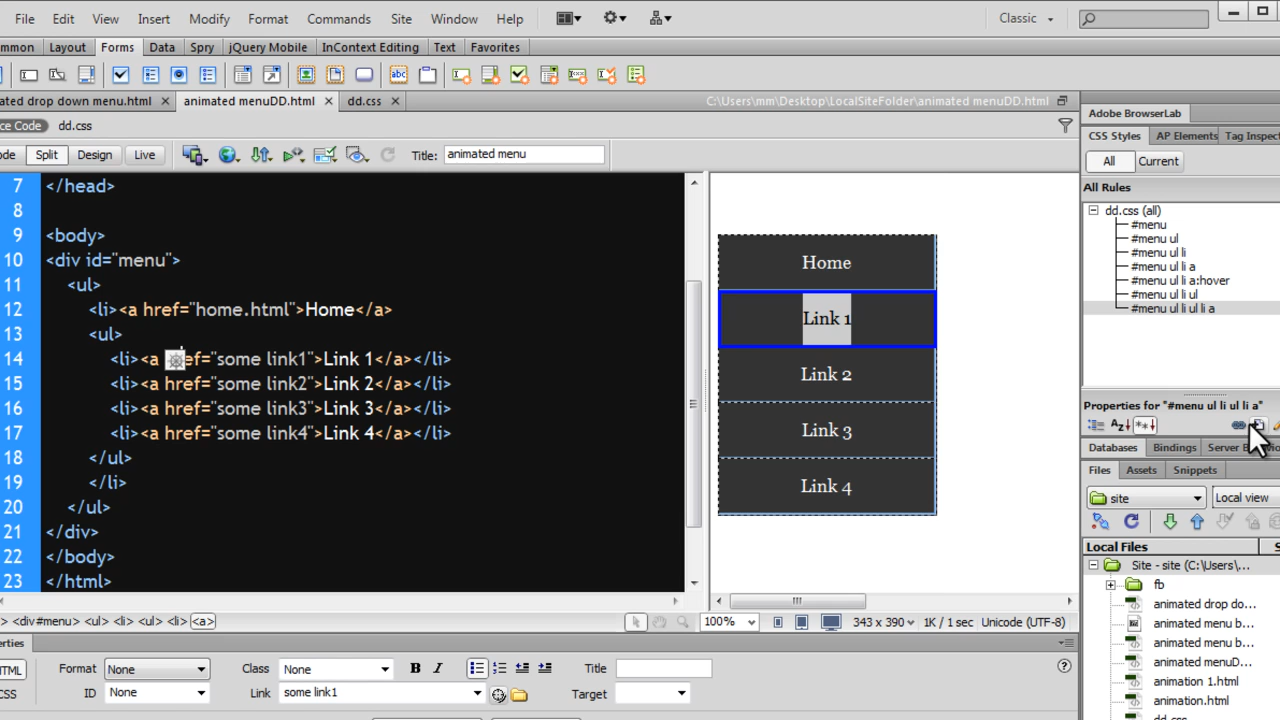 File Edit View Insert Modify Format Commands Site Window Help Classic
mmon Layout Forms Data Spry jQuery Mobile InContext Editing Text Favorites
ated drop down menu.html animated menuDD.html dd.css C:\Users\mm\Desktop\LocalSiteFolder\animated menuDD.html
rce Code dd.css
ode Split Design Live Title: animated menu
7 </head>
8
9 <body>
10 <div id="menu">
11 <ul>
12 <li><a href="home.html">Home</a>
13 <ul>
14 <li><a href="some link1">Link 1</a></li>
15 <li><a href="some link2">Link 2</a></li>
16 <li><a href="some link3">Link 3</a></li>
17 <li><a href="some link4">Link 4</a></li>
18 </ul>
19 </li>
20 </ul>
21 </div>
22 </body>
23 </html>
Home
Link 1
Link 2
Link 3
Link 4
> <div#menu> <ul> <li> <ul> <li> <a> 100% 343 x 390 1K / 1 sec Unicode (UTF-8)
erties
HTML Format None Class None B I Title
CSS ID None Link some link1 Target
Adobe BrowserLab
CSS Styles AP Elements Tag Inspect
All Current
All Rules
dd.css (all)
#menu
#menu ul
#menu ul li
#menu ul li a
#menu ul li a:hover
#menu ul li ul
#menu ul li ul li a
Properties for "#menu ul li ul li a"
Az **
Databases Bindings Server Behavio
Files Assets Snippets
site Local view
Local Files S
Site - site (C:\Users\...
fb
animated drop do...
animated menu b...
animated menu b...
animated menuD...
animation 1.html
animation.html
dd.css